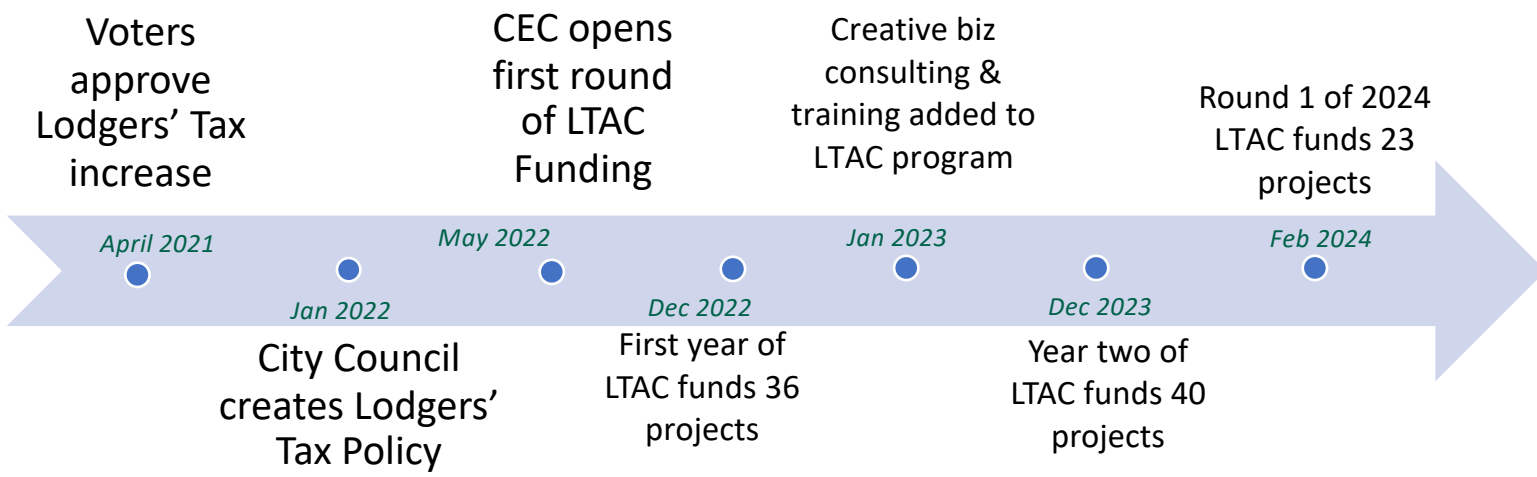 Voters
approve
Lodgers’ Tax
increase
April 2021
Jan 2022
City Council
creates Lodgers’
Tax Policy
CEC opens
first round
of LTAC
Funding
May 2022
Dec 2022
First year of
LTAC funds 36
projects
Creative biz
consulting &
training added to
LTAC program
Jan 2023
Dec 2023
Year two of
LTAC funds 40
projects
Round 1 of 2024
LTAC funds 23
projects
Feb 2024